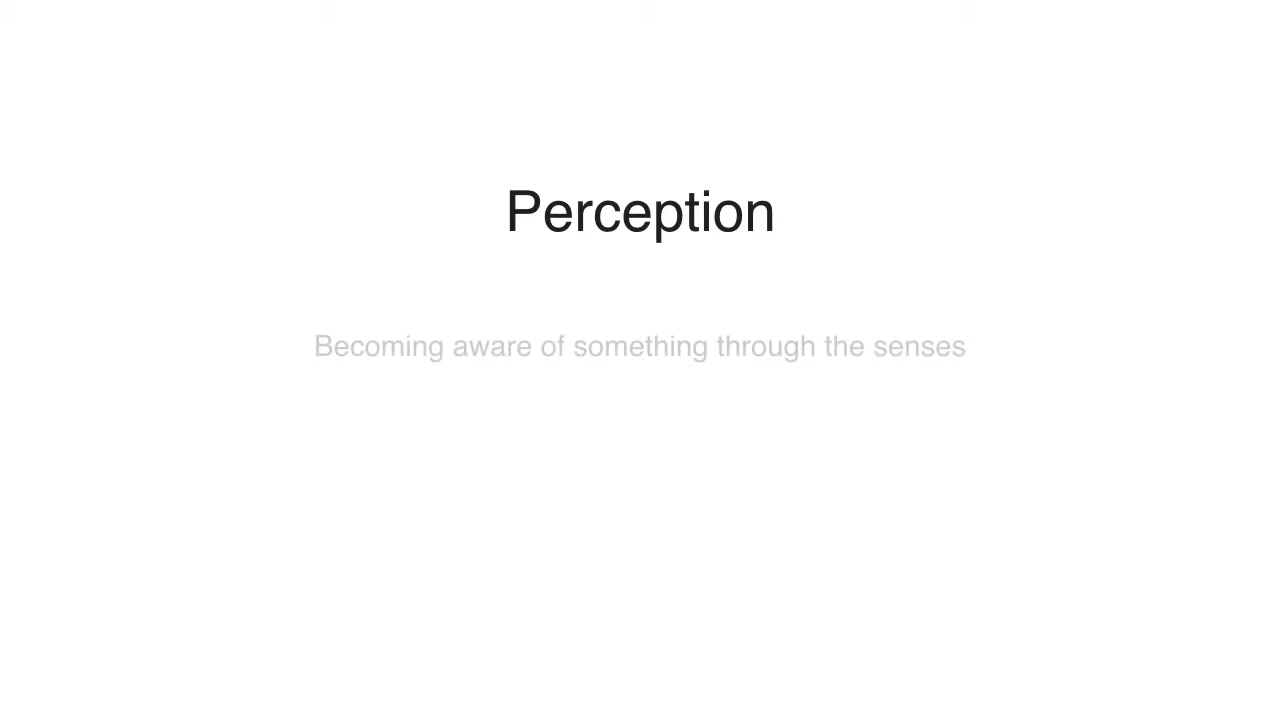 Perception
Becoming aware of something through the senses